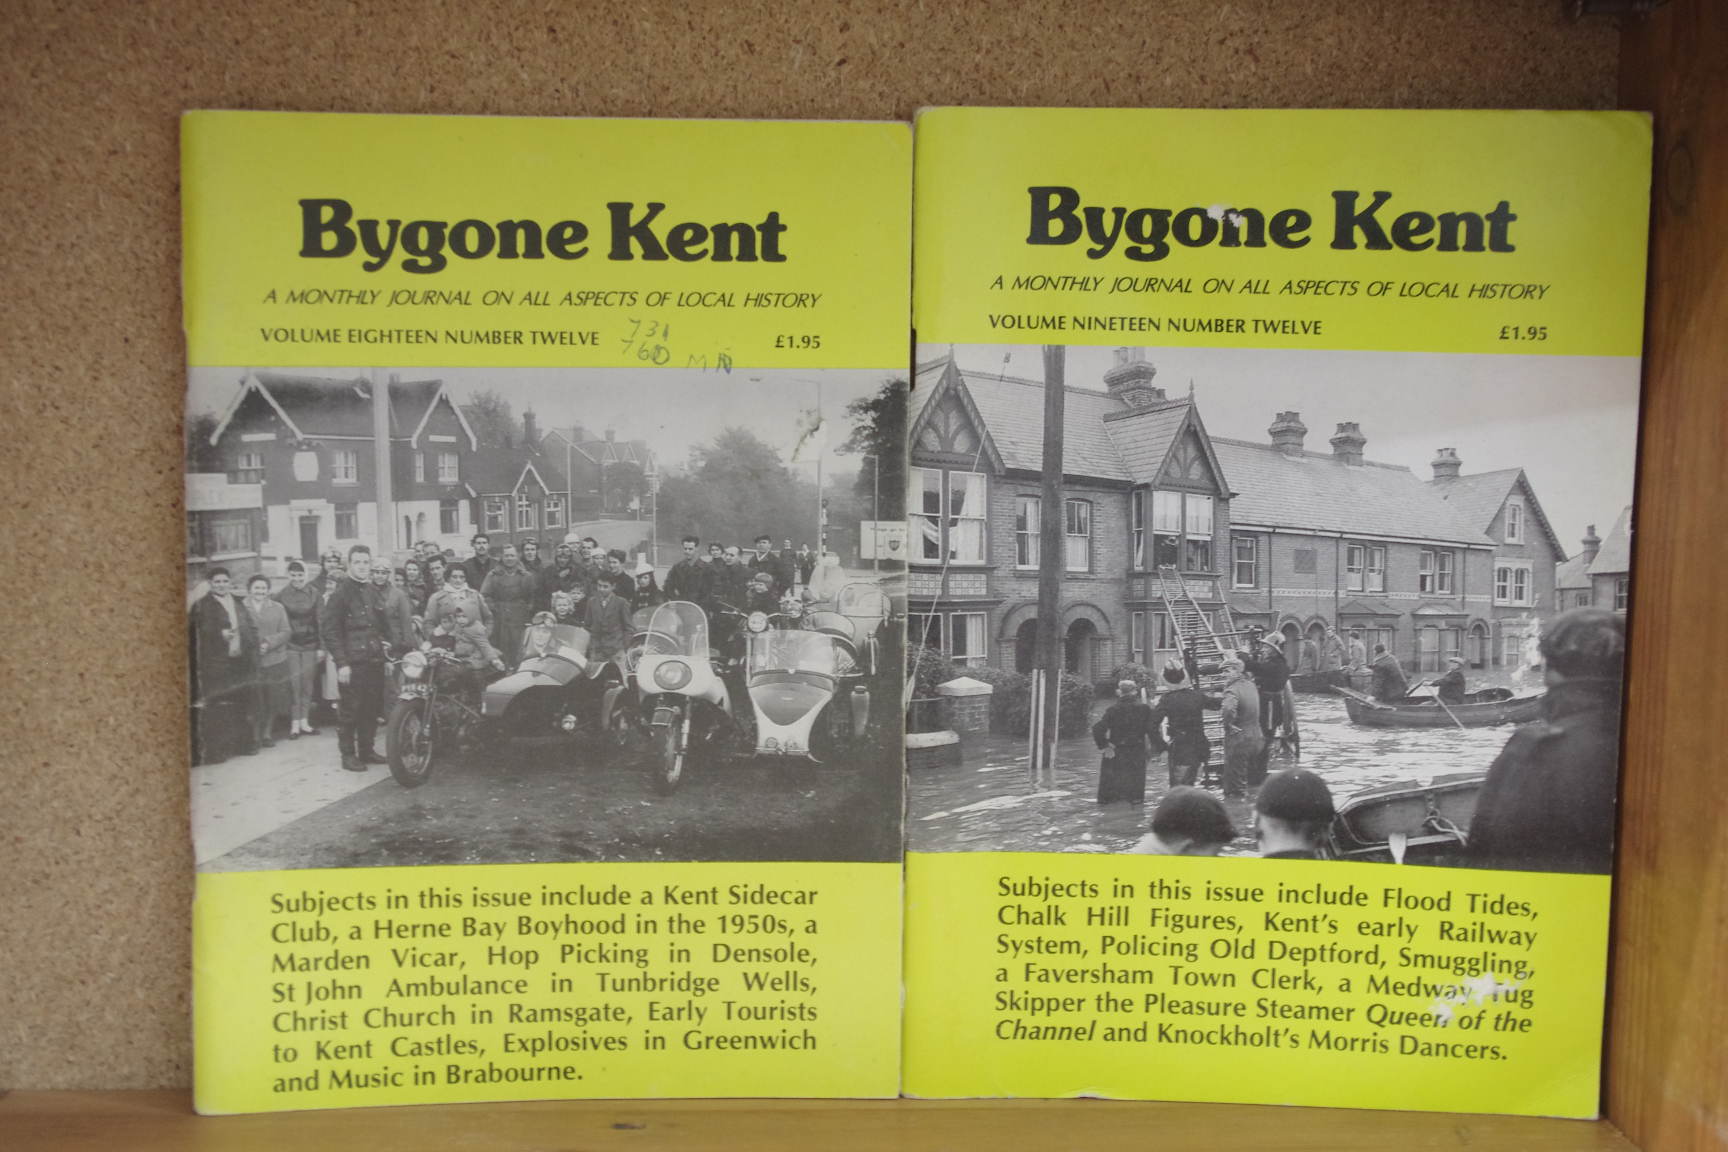 Bygone Kent
A MONTHLY JOURNAL ON ALL ASPECTS OF LOCAL HISTORY
VOLUME EIGHTEEN NUMBER TWELVE
£1.95
731
Subjects in this issue include a Kent Sidecar
Club, a Herne Bay Boyhood in the 1950s, a
Marden Vicar, Hop Picking in Densole,
St John Ambulance in Tunbridge Wells,
Christ Church in Ramsgate, Early Tourists
to Kent Castles, Explosives in Greenwich
and Music in Brabourne.
Bygone Kent
A MONTHLY JOURNAL ON ALL ASPECTS OF LOCAL HISTORY
VOLUME NINETEEN NUMBER TWELVE
£1.95
Subjects in this issue include Flood Tides,
Chalk Hill Figures, Kent's early Railway
System, Policing Old Deptford, Smuggling,
a Faversham Town Clerk, a Medway Tug
Skipper the Pleasure Steamer Queen of the
Channel and Knockholt's Morris Dancers.